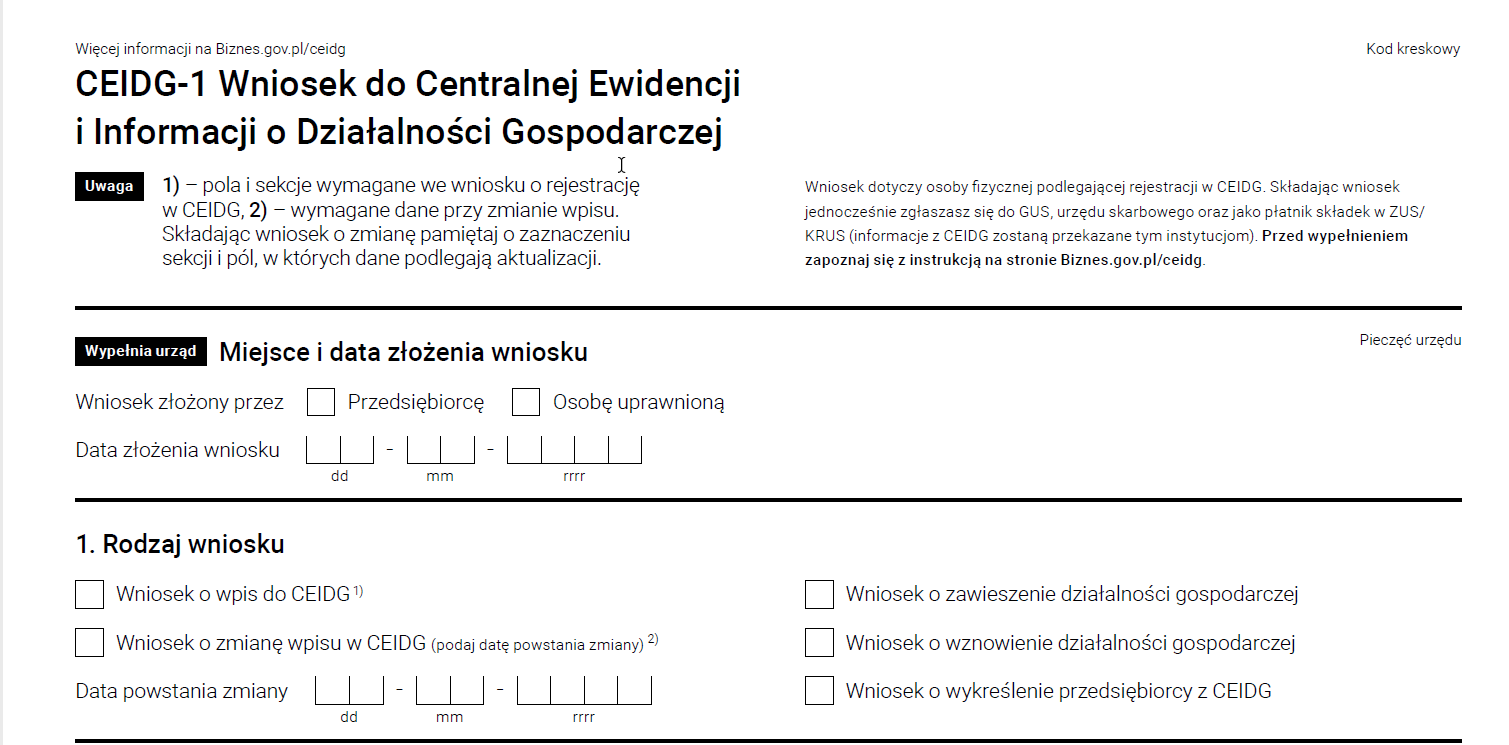 Więcej informacji na Biznes.gov.pl/ceidg
Kod kreskowy
CEIDG-1 Wniosek do Centralnej Ewidencji
i Informacji o Działalności Gospodarczej
Uwaga
1) – pola i sekcje wymagane we wniosku o rejestrację
w CEIDG, 2) – wymagane dane przy zmianie wpisu.
Składając wniosek o zmianę pamiętaj o zaznaczeniu
sekcji i pól, w których dane podlegają aktualizacji.
Wniosek dotyczy osoby fizycznej podlegającej rejestracji w CEIDG. Składając wniosek
jednocześnie zgłaszasz się do GUS, urzędu skarbowego oraz jako płatnik składek w ZUS/
KRUS (informacje z CEIDG zostaną przekazane tym instytucjom). Przed wypełnieniem
zapoznaj się z instrukcją na stronie Biznes.gov.pl/ceidg.
Wypełnia urząd Miejsce i data złożenia wniosku
Pieczęć urzędu
Wniosek złożony przez Przedsiębiorcę Osobę uprawnioną
Data złożenia wniosku - -
dd mm rrrr
1. Rodzaj wniosku
Wniosek o wpis do CEIDG 1)
Wniosek o zmianę wpisu w CEIDG (podaj datę powstania zmiany) 2)
Data powstania zmiany - -
dd mm rrrr
Wniosek o zawieszenie działalności gospodarczej
Wniosek o wznowienie działalności gospodarczej
Wniosek o wykreślenie przedsiębiorcy z CEIDG